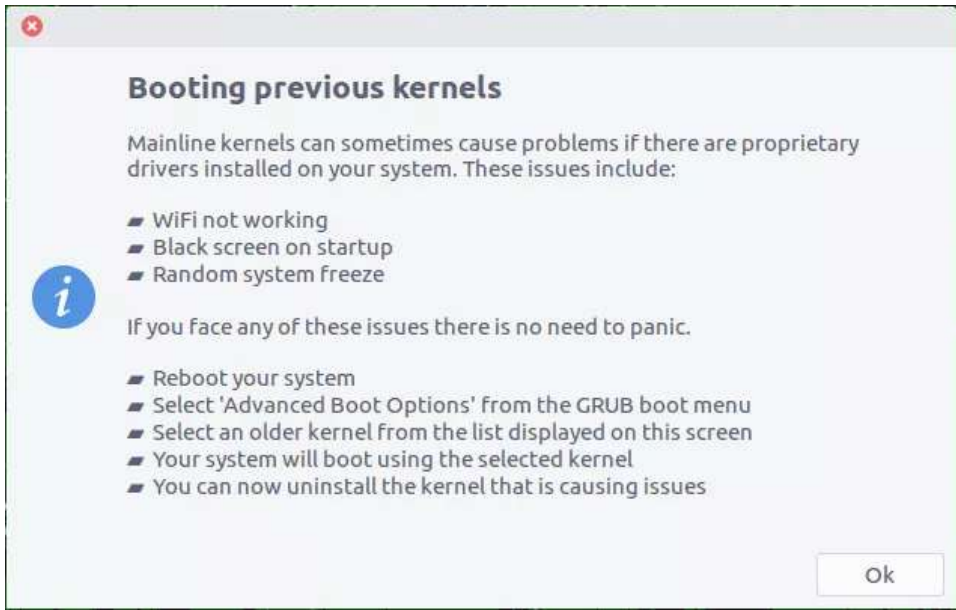 Booting previous kernels
Mainline kernels can sometimes cause problems if there are proprietary
drivers installed on your system. These issues include:
▰ WiFi not working
▰ Black screen on startup
▰ Random system freeze
If you face any of these issues there is no need to panic.
▰ Reboot your system
▰ Select 'Advanced Boot Options' from the GRUB boot menu
▰ Select an older kernel from the list displayed on this screen
▰ Your system will boot using the selected kernel
▰ You can now uninstall the kernel that is causing issues
Ok